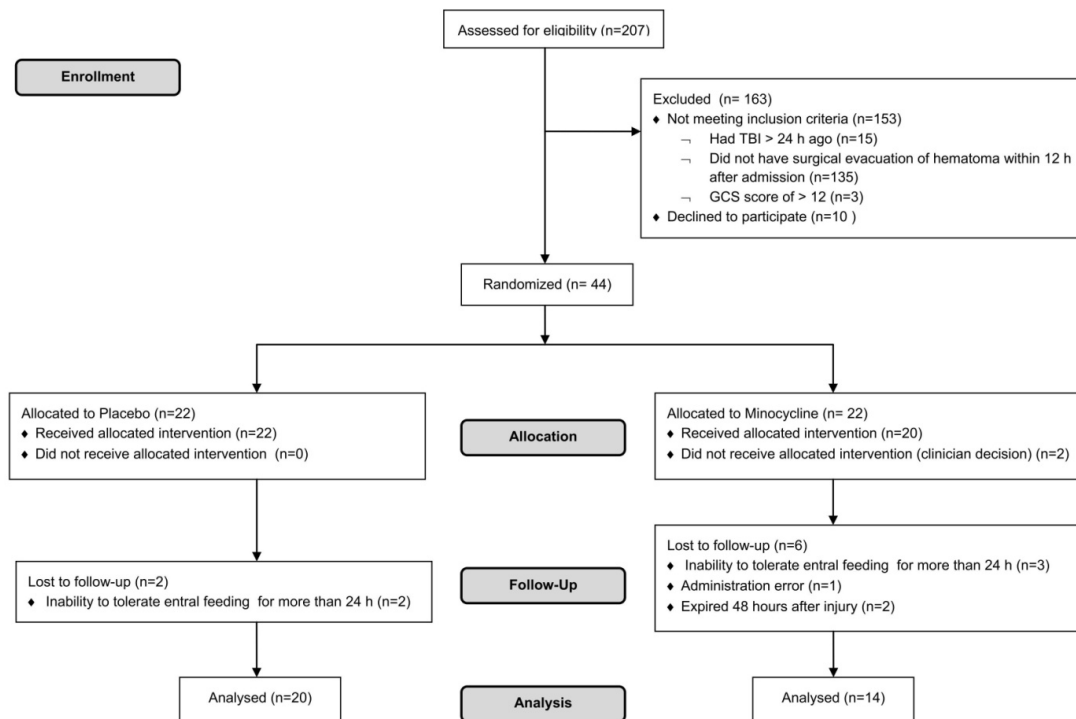 Assessed for eligibility (n=207)
Enrollment
Excluded (n= 163)
♦ Not meeting inclusion criteria (n=153)
¬ Had TBI > 24 h ago (n=15)
¬ Did not have surgical evacuation of hematoma within 12 h
after admission (n=135)
¬ GCS score of > 12 (n=3)
♦ Declined to participate (n=10 )
Randomized (n= 44)
Allocated to Placebo (n=22)
♦ Received allocated intervention (n=22)
♦ Did not receive allocated intervention (n=0)
Allocation
Allocated to Minocycline (n= 22)
♦ Received allocated intervention (n=20)
♦ Did not receive allocated intervention (clinician decision) (n=2)
Lost to follow-up (n=2)
♦ Inability to tolerate entral feeding for more than 24 h (n=2)
Follow-Up
Lost to follow-up (n=6)
♦ Inability to tolerate entral feeding for more than 24 h (n=3)
♦ Administration error (n=1)
♦ Expired 48 hours after injury (n=2)
Analysed (n=20)
Analysis
Analysed (n=14)